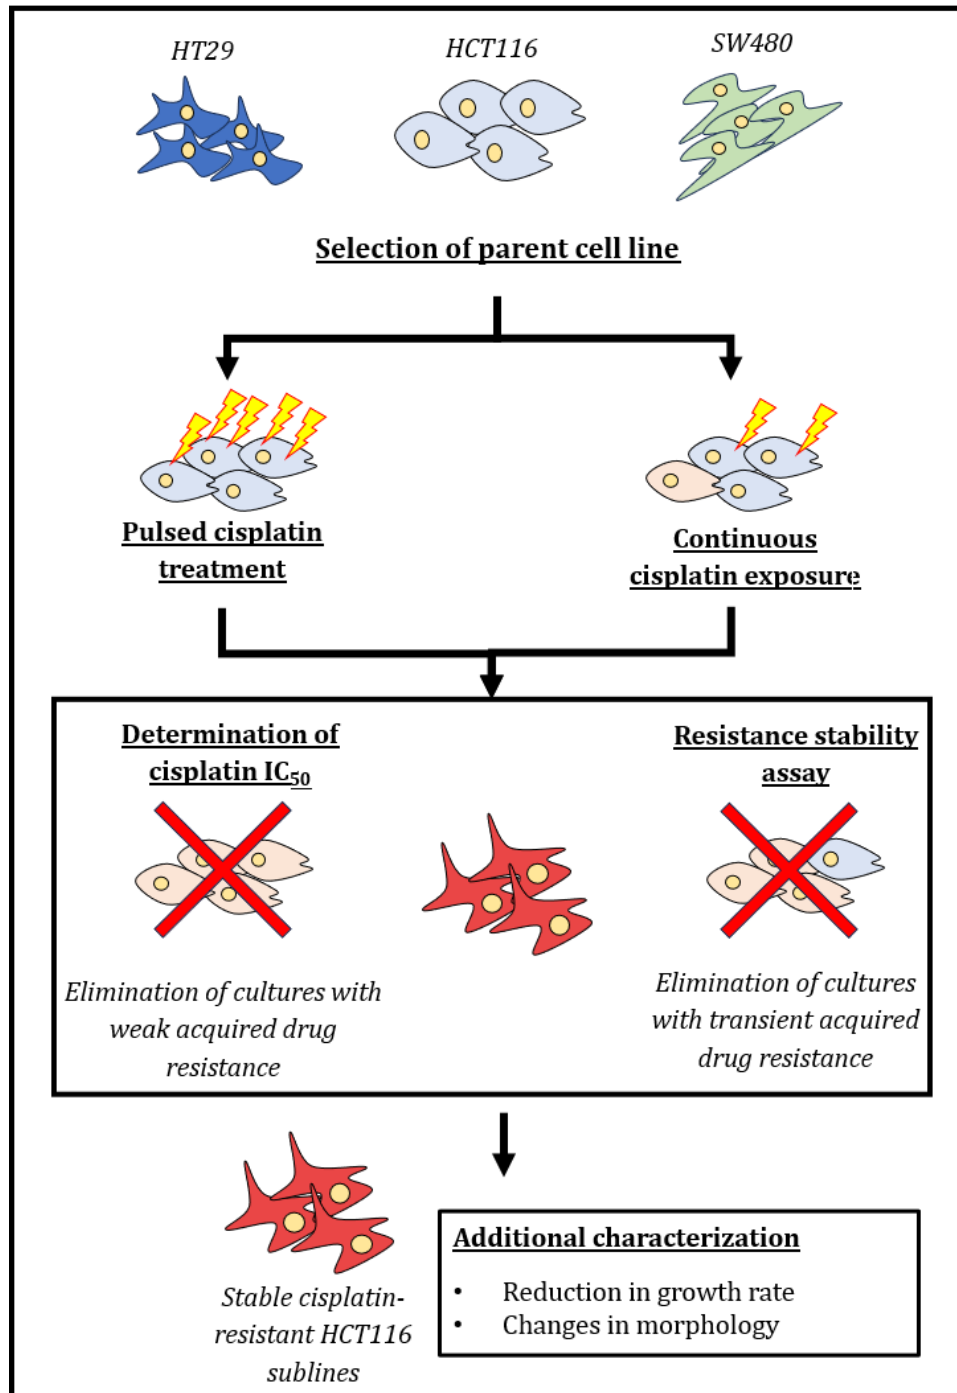 HT29
HCT116
SW480
Selection of parent cell line
Pulsed cisplatin
treatment
Continuous
cisplatin exposure
Determination of
cisplatin IC50
Resistance stability
assay
Elimination of cultures with
weak acquired drug
resistance
Elimination of cultures
with transient acquired
drug resistance
Stable cisplatin-
resistant HCT116
sublines
Additional characterization
• Reduction in growth rate
• Changes in morphology